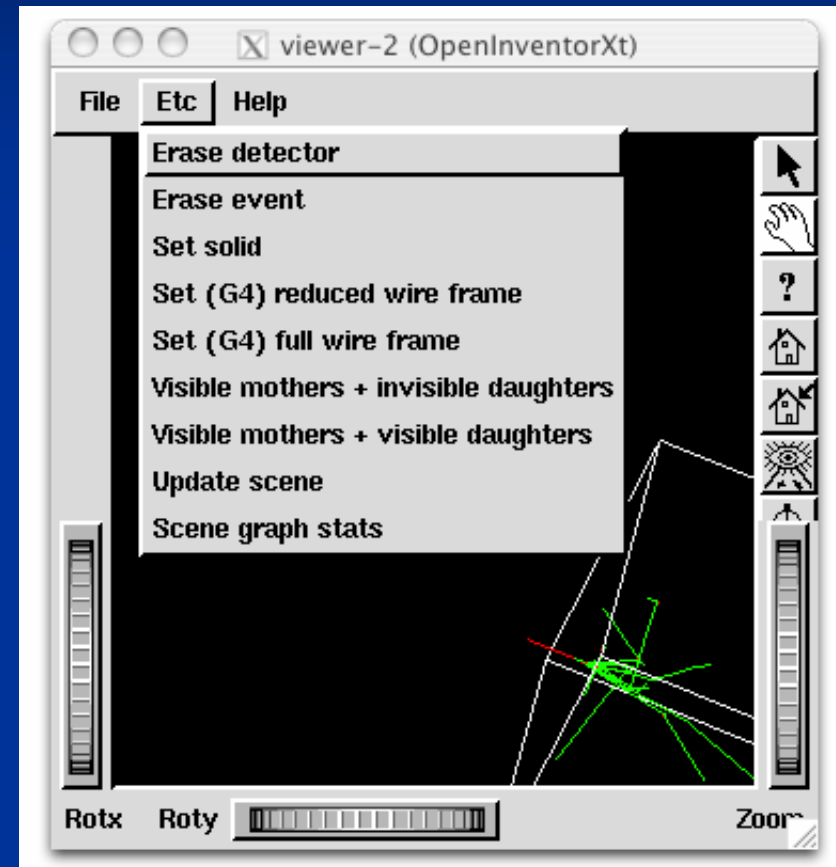 X viewer-2 (OpenInventorXt)
File Etc Help
Erase detector
Erase event
Set solid
Set (G4) reduced wire frame
Set (G4) full wire frame
Visible mothers + invisible daughters
Visible mothers + visible daughters
Update scene
Scene graph stats
?
Rotx Roty Zoom